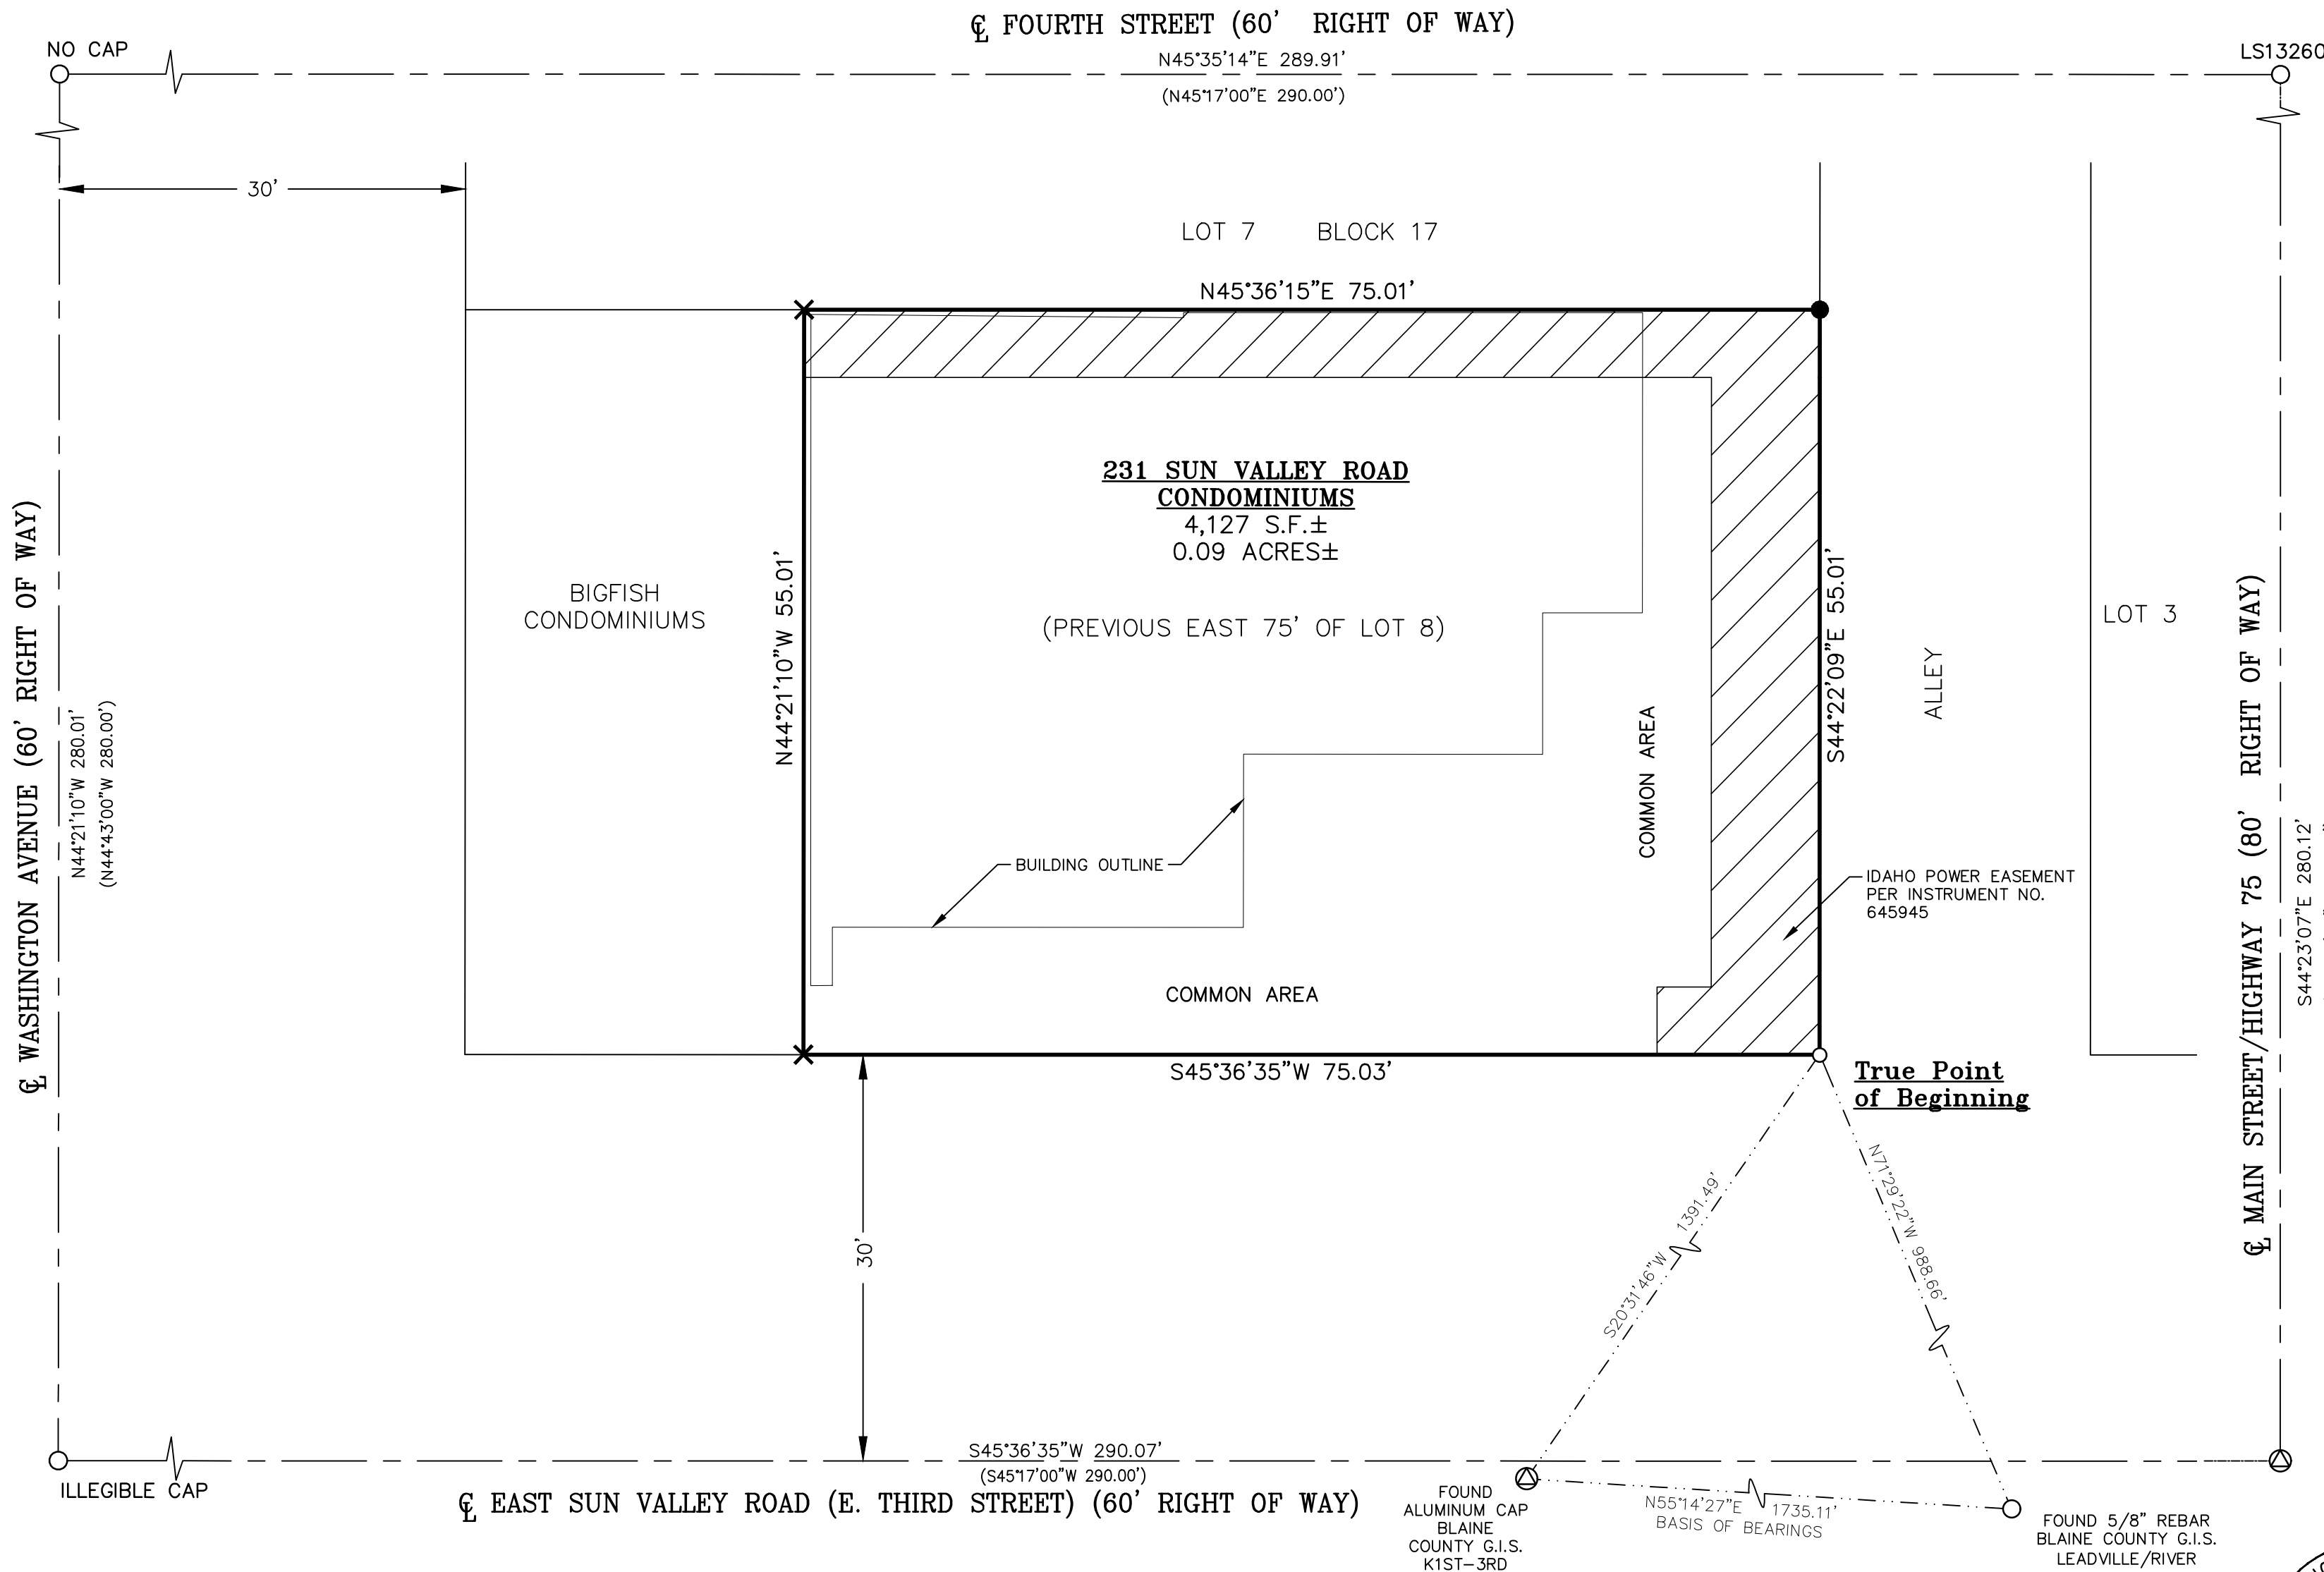 ℄ FOURTH STREET (60' RIGHT OF WAY)
N45°35'14"E 289.91'
(N45°17'00"E 290.00')
NO CAP
LS13260
30'
LOT 7 BLOCK 17
N45°36'15"E 75.01'
231 SUN VALLEY ROAD
CONDOMINIUMS
4,127 S.F.±
0.09 ACRES±
(PREVIOUS EAST 75' OF LOT 8)
BIGFISH
CONDOMINIUMS
N44°21'10"W 55.01'
S44°22'09"E 55.01'
℄ WASHINGTON AVENUE (60' RIGHT OF WAY)
N44°21'10"W 280.01'
(N44°43'00"W 280.00')
ALLEY
LOT 3
℄ MAIN STREET/HIGHWAY 75 (80' RIGHT OF WAY)
S44°23'07"E 280.12'
COMMON AREA
BUILDING OUTLINE
IDAHO POWER EASEMENT
PER INSTRUMENT NO.
645945
COMMON AREA
S45°36'35"W 75.03'
True Point
of Beginning
30'
S20°31'46"W 1391.49'
N71°29'22"W 988.66'
S45°36'35"W 290.07'
(S45°17'00"W 290.00')
ILLEGIBLE CAP
℄ EAST SUN VALLEY ROAD (E. THIRD STREET) (60' RIGHT OF WAY)
FOUND
ALUMINUM CAP
BLAINE
COUNTY G.I.S.
K1ST-3RD
N55°14'27"E 1735.11'
BASIS OF BEARINGS
FOUND 5/8" REBAR
BLAINE COUNTY G.I.S.
LEADVILLE/RIVER